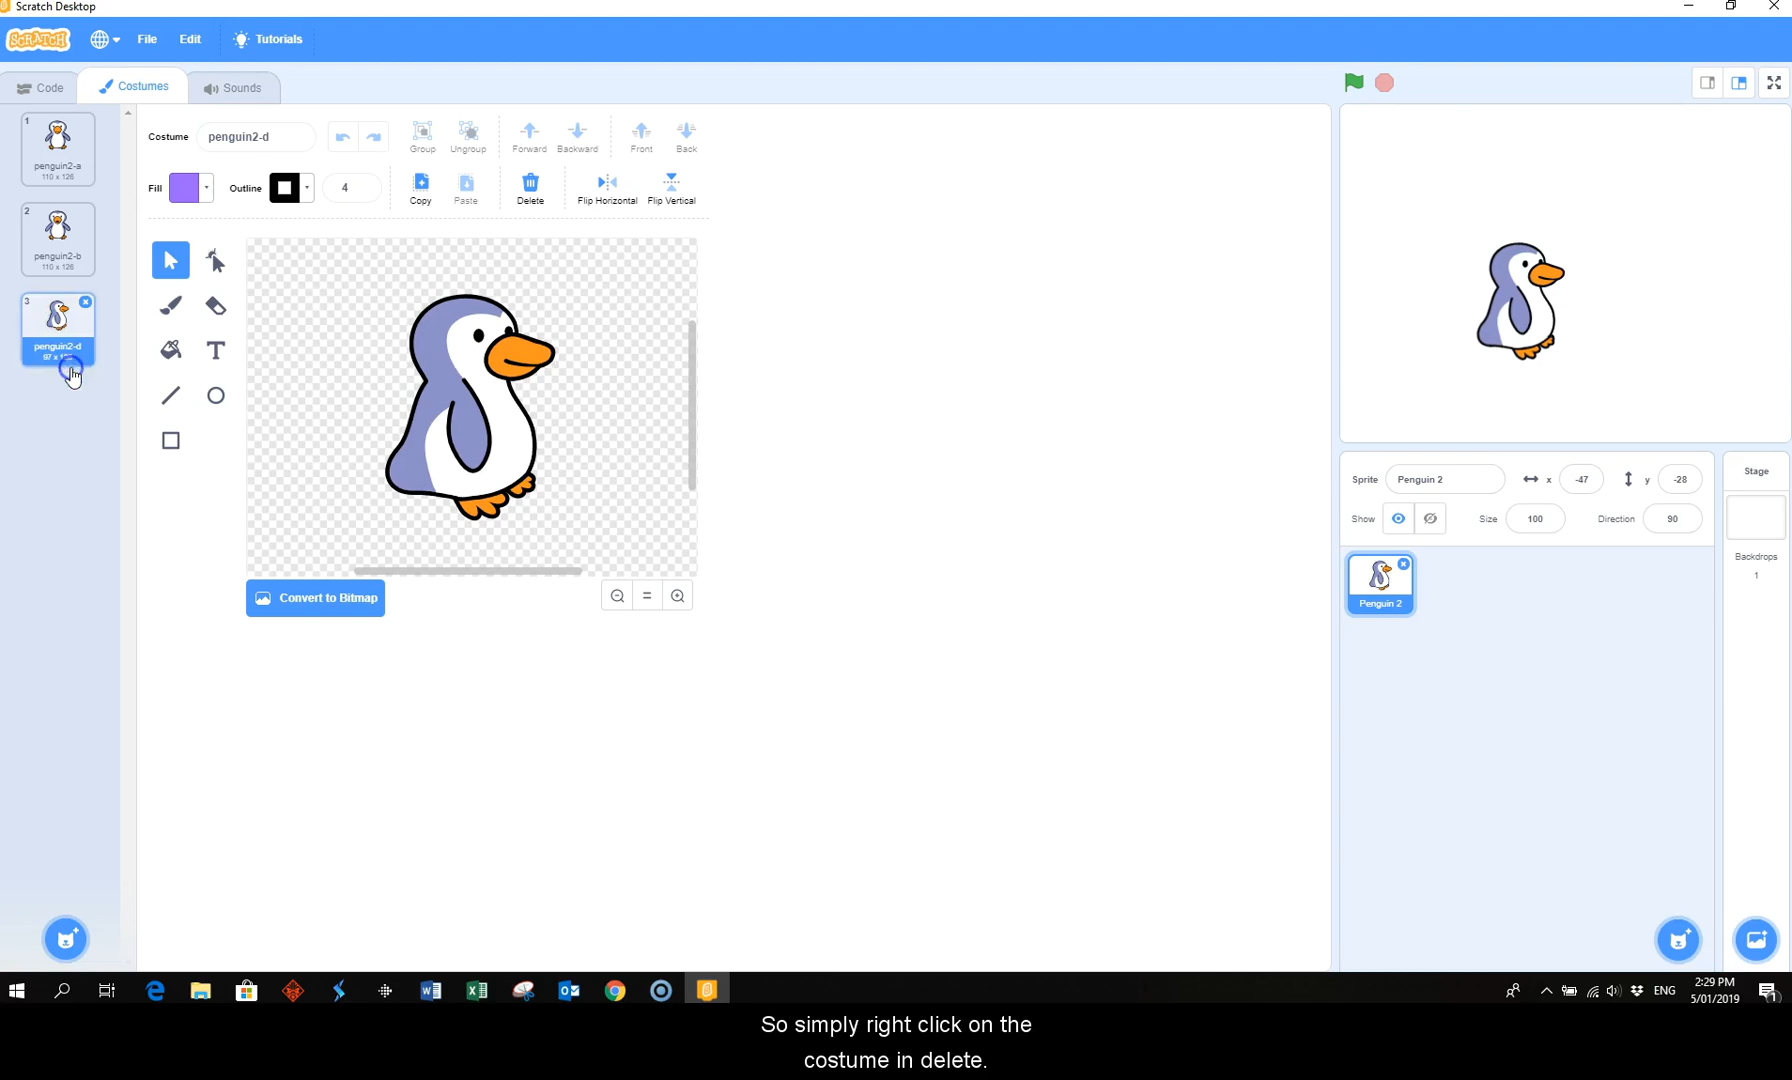 Scratch Desktop
SCRATCH
File
Edit
Tutorials
Code
Costumes
Sounds
1
penguin2-a
110 x 126
2
penguin2-b
110 x 126
3
penguin2-d
Costume
penguin2-d
Group
Ungroup
Forward
Backward
Front
Back
Fill
Outline
4
Copy
Paste
Delete
Flip Horizontal
Flip Vertical
Convert to Bitmap
Sprite
Penguin 2
x
-47
y
-28
Show
Size
100
Direction
90
Penguin 2
Stage
Backdrops
1
ENG
2:29 PM
5/01/2019
So simply right click on the
costume in delete.